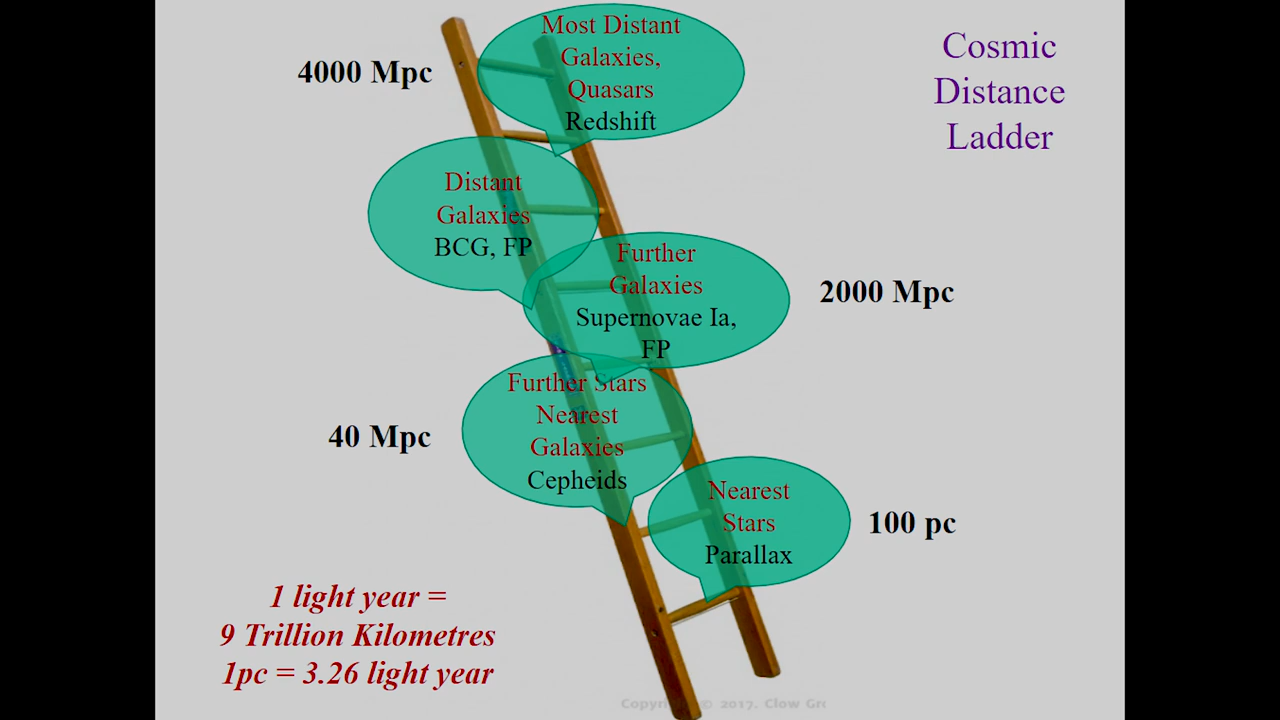 Cosmic
Distance
Ladder
4000 Mpc
Most Distant
Galaxies,
Quasars
Redshift
Distant
Galaxies
BCG, FP
Further
Galaxies
Supernovae Ia,
FP
2000 Mpc
Further Stars
Nearest
Galaxies
Cepheids
40 Mpc
Nearest
Stars
Parallax
100 pc
1 light year =
9 Trillion Kilometres
1pc = 3.26 light year
© 2017. Clow